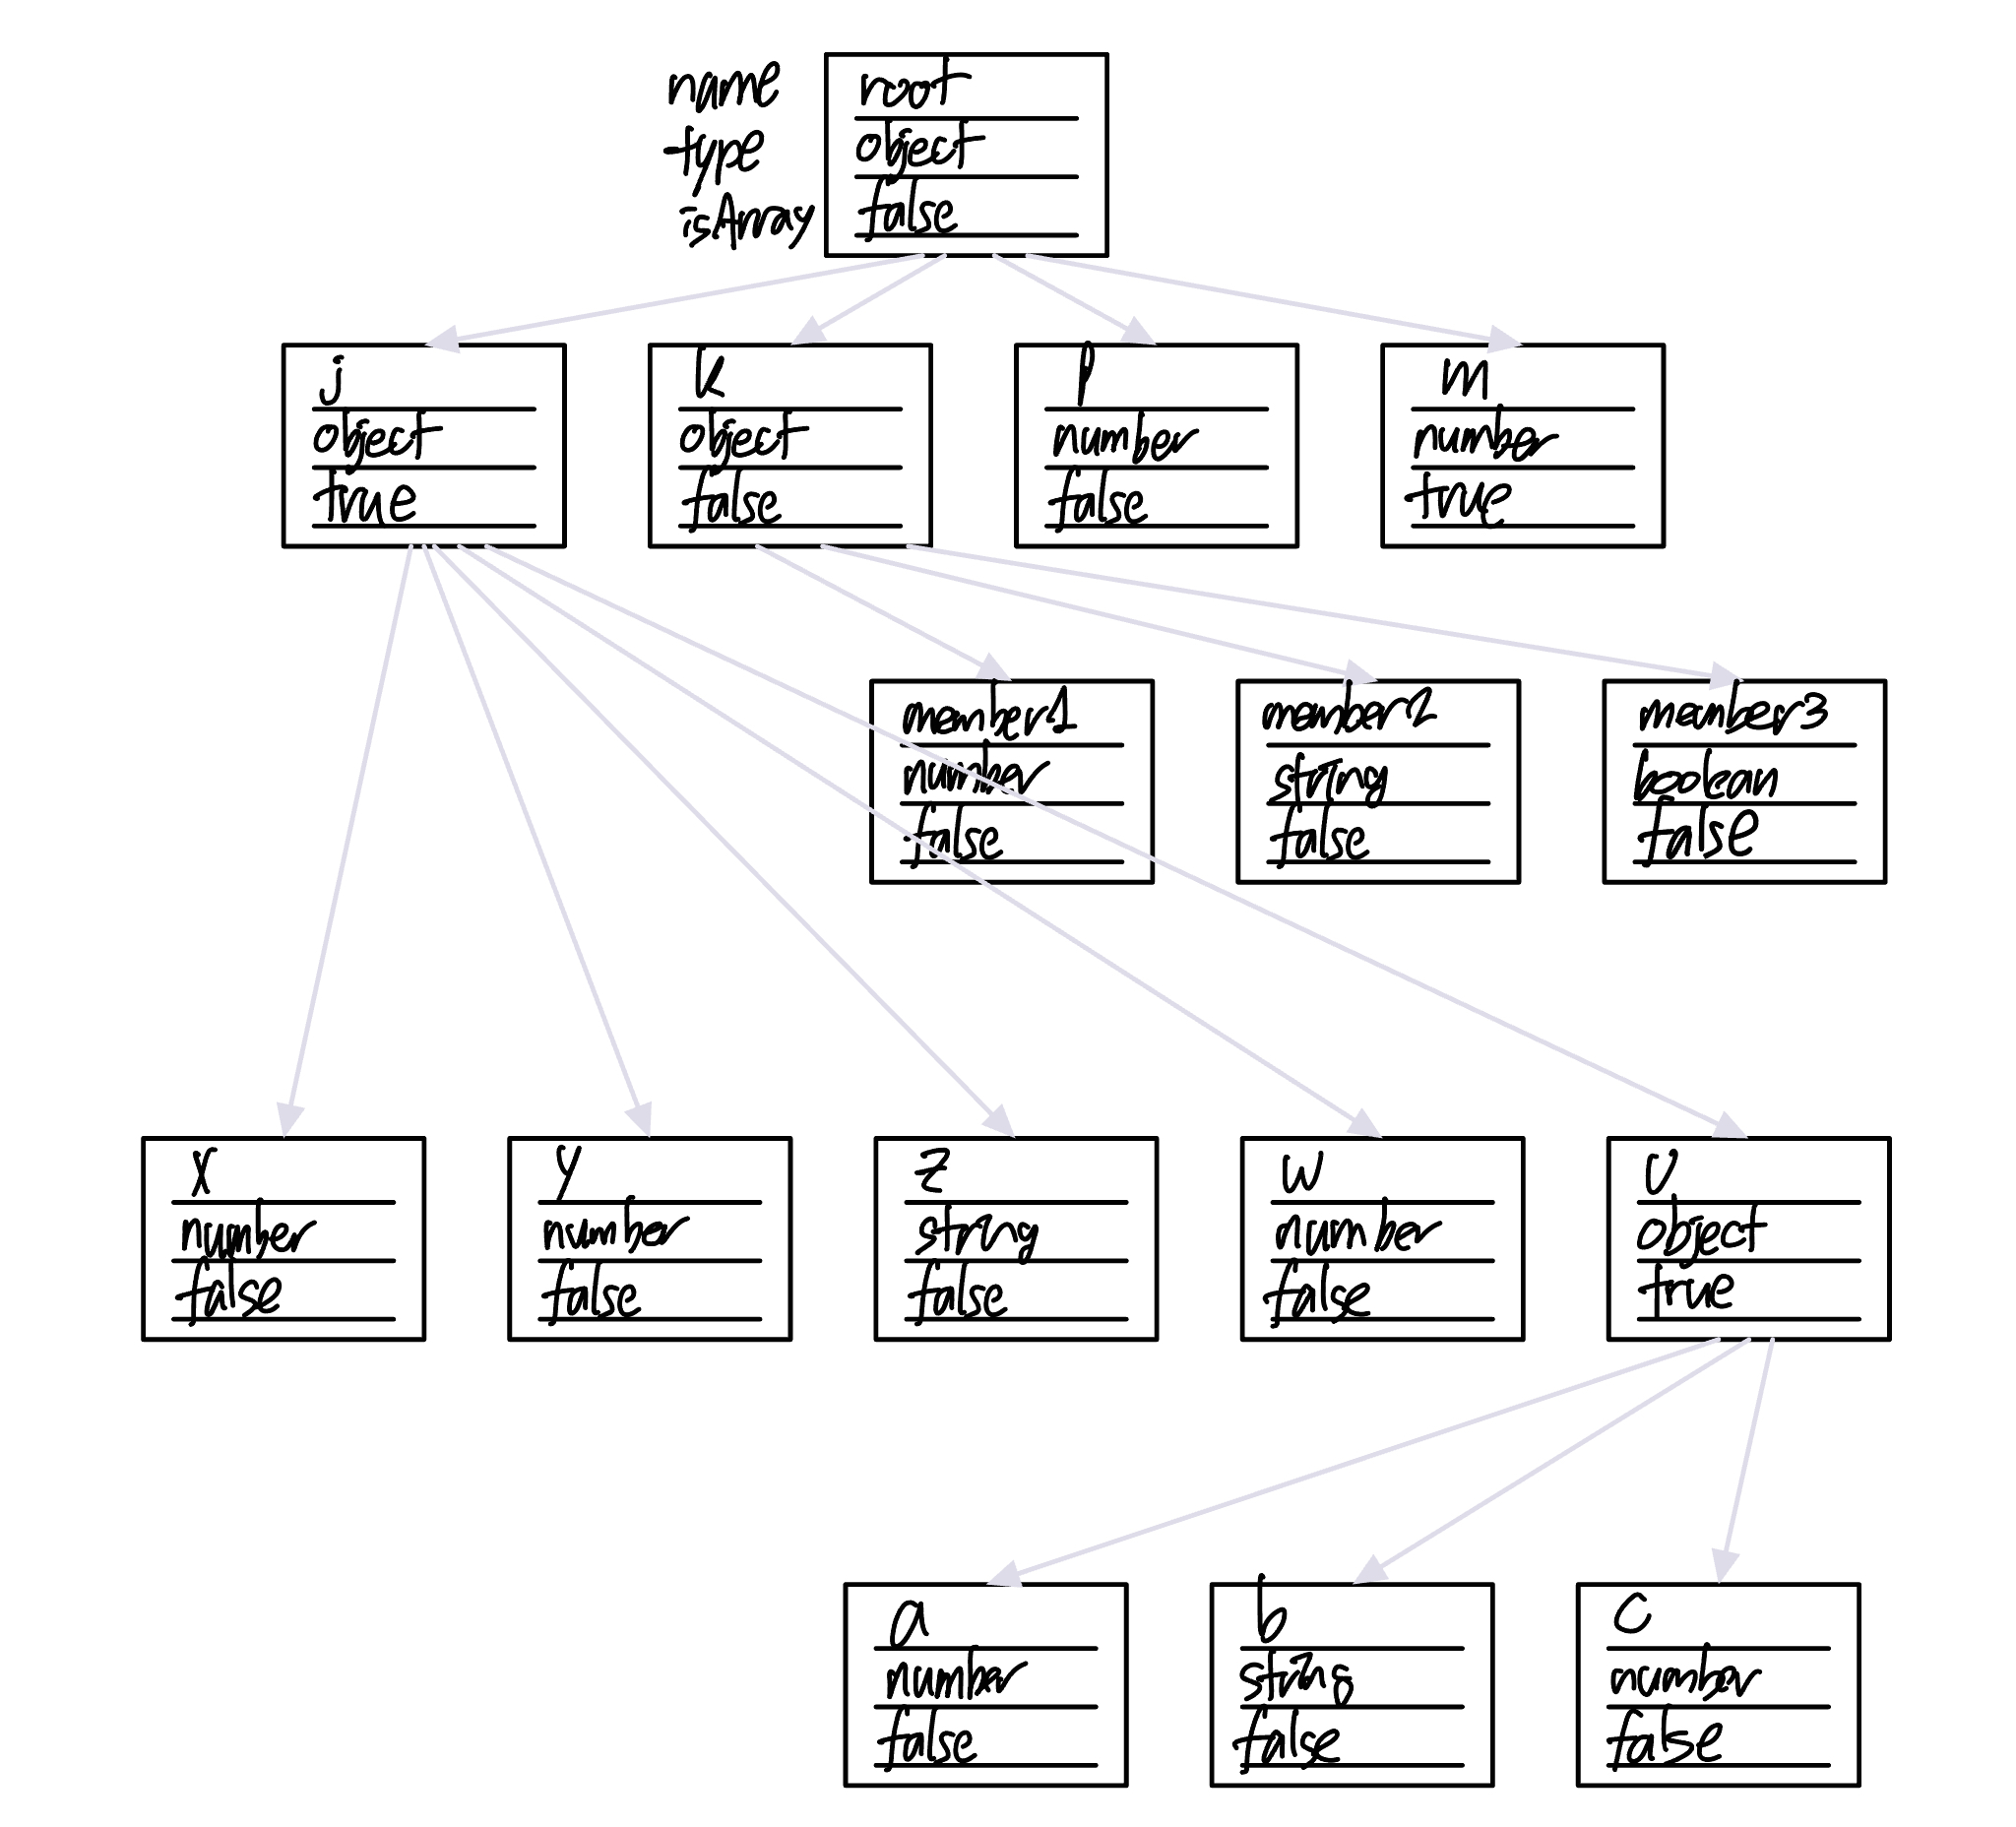 name
type
isArray
root
object
false
j
object
true
k
object
false
p
number
false
m
number
true
member1
number
false
member2
string
false
member3
boolean
false
x
number
false
y
number
false
z
string
false
w
number
false
v
object
true
a
number
false
b
string
false
c
number
false